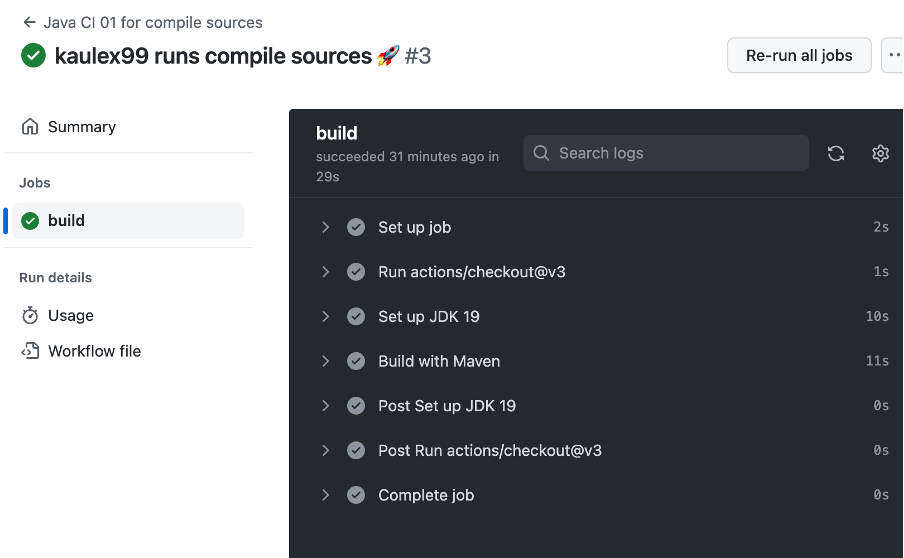 ← Java CI 01 for compile sources
kaulex99 runs compile sources 🚀 #3
Re-run all jobs
Summary
Jobs
build
Run details
Usage
Workflow file
build
succeeded 31 minutes ago in
29s
Search logs
Set up job 2s
Run actions/checkout@v3 1s
Set up JDK 19 10s
Build with Maven 11s
Post Set up JDK 19 0s
Post Run actions/checkout@v3 0s
Complete job 0s